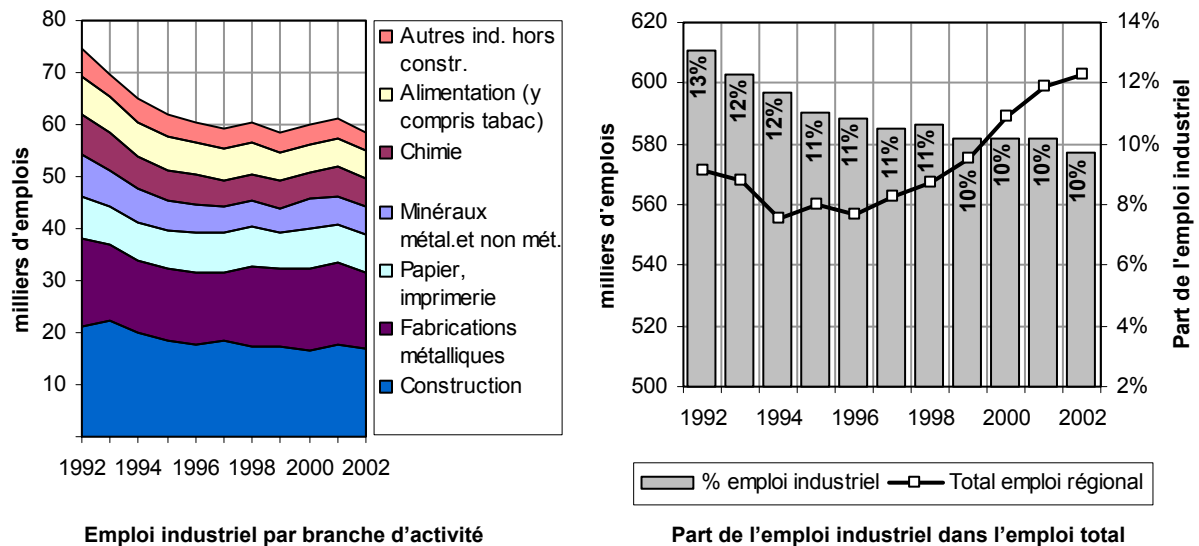 80
70
60
50
40
30
20
10
milliers d'emplois
1992 1994 1996 1998 2000 2002
Autres ind. hors
constr.
Alimentation (y
compris tabac)
Chimie
Minéraux
métal.et non mét.
Papier,
imprimerie
Fabrications
métalliques
Construction
Emploi industriel par branche d’activité
620
600
580
560
540
520
500
milliers d'emplois
13%
12%
12%
11%
11%
11%
11%
10%
10%
10%
10%
14%
12%
10%
8%
6%
4%
2%
Part de l'emploi industriel
1992 1994 1996 1998 2000 2002
% emploi industriel Total emploi régional
Part de l’emploi industriel dans l’emploi total